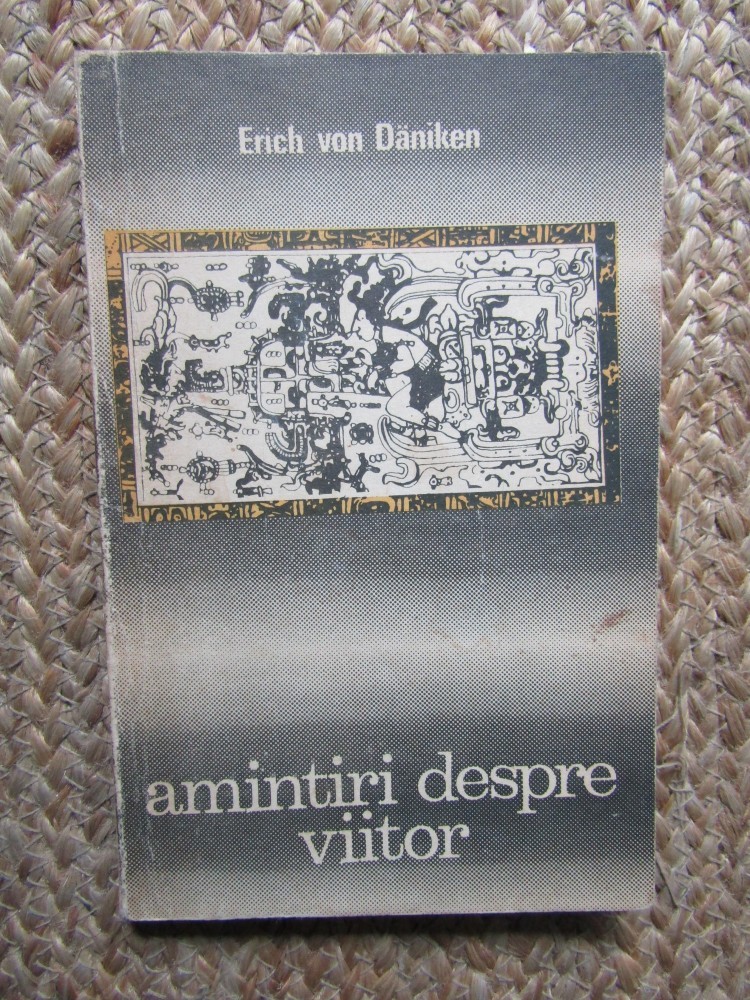 Erich von Däniken
amintiri despre
viitor